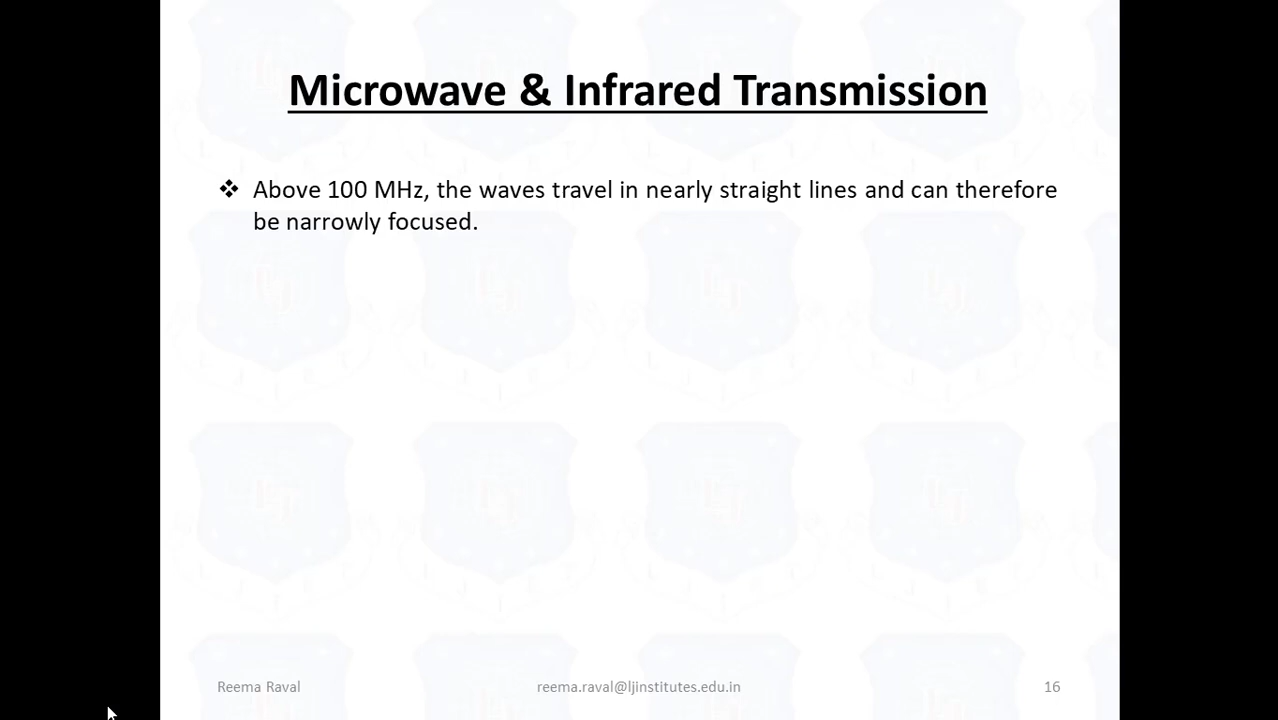 Microwave & Infrared Transmission
❖ Above 100 MHz, the waves travel in nearly straight lines and can therefore
be narrowly focused.
Reema Raval
reema.raval@ljinstitutes.edu.in
16